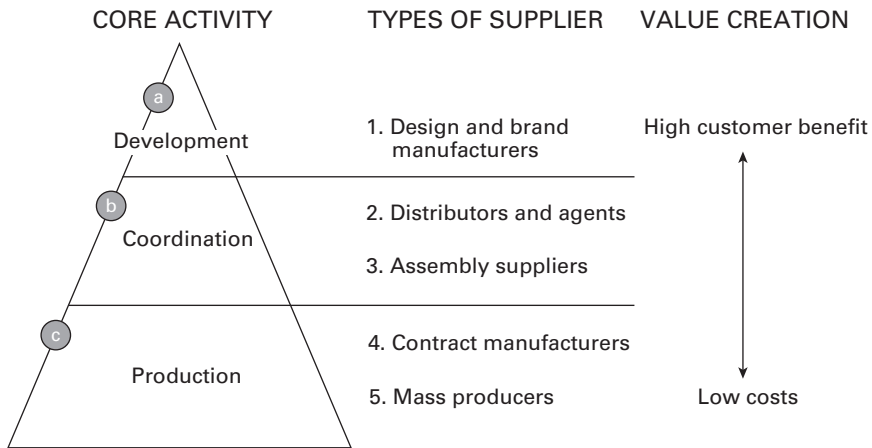 CORE ACTIVITY TYPES OF SUPPLIER VALUE CREATION
a
Development
1. Design and brand
manufacturers
High customer benefit
b
Coordination
2. Distributors and agents
3. Assembly suppliers
c
Production
4. Contract manufacturers
5. Mass producers
Low costs